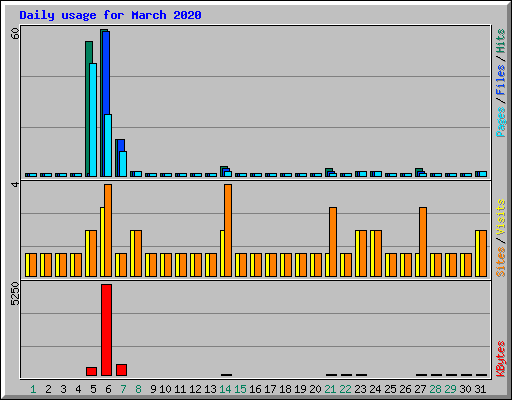 Daily usage for March 2020
60
Pages / Files / Hits
4
Sites / Visits
5250
KBytes
1 2 3 4 5 6 7 8 9 10 11 12 13 14 15 16 17 18 19 20 21 22 23 24 25 26 27 28 29 30 31